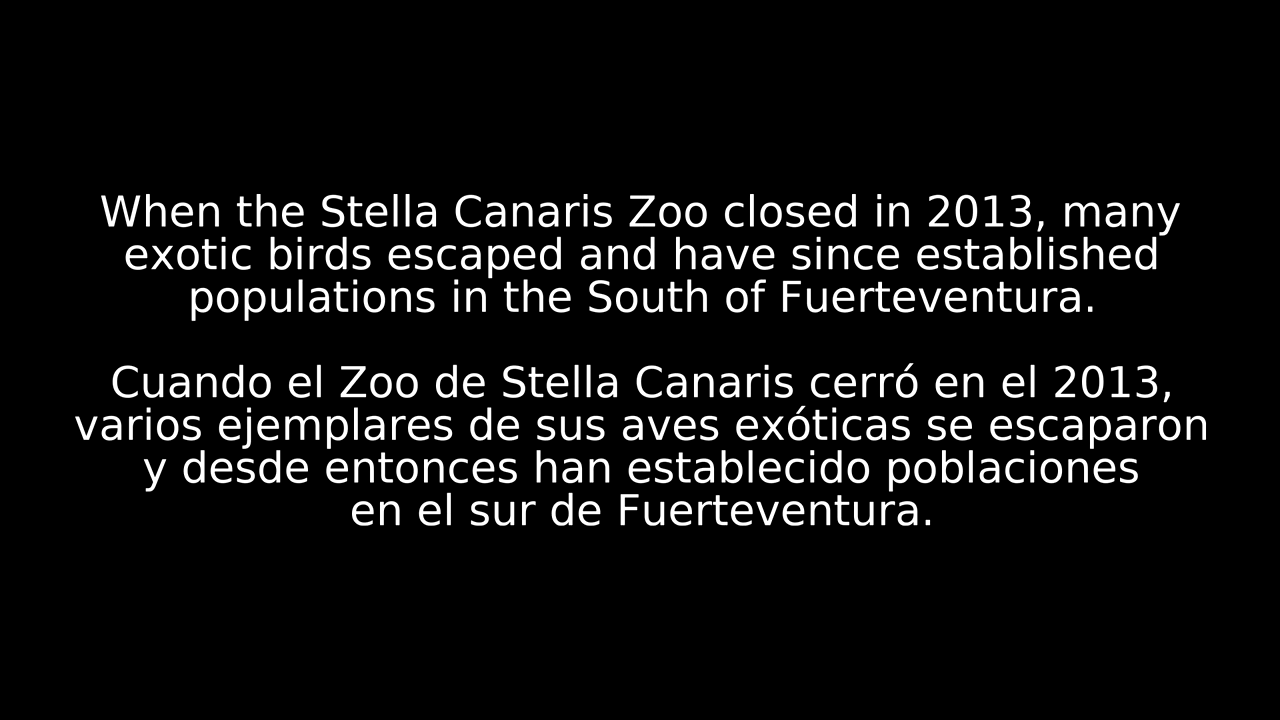 When the Stella Canaris Zoo closed in 2013, many
exotic birds escaped and have since established
populations in the South of Fuerteventura.
Cuando el Zoo de Stella Canaris cerró en el 2013,
varios ejemplares de sus aves exóticas se escaparon
y desde entonces han establecido poblaciones
en el sur de Fuerteventura.